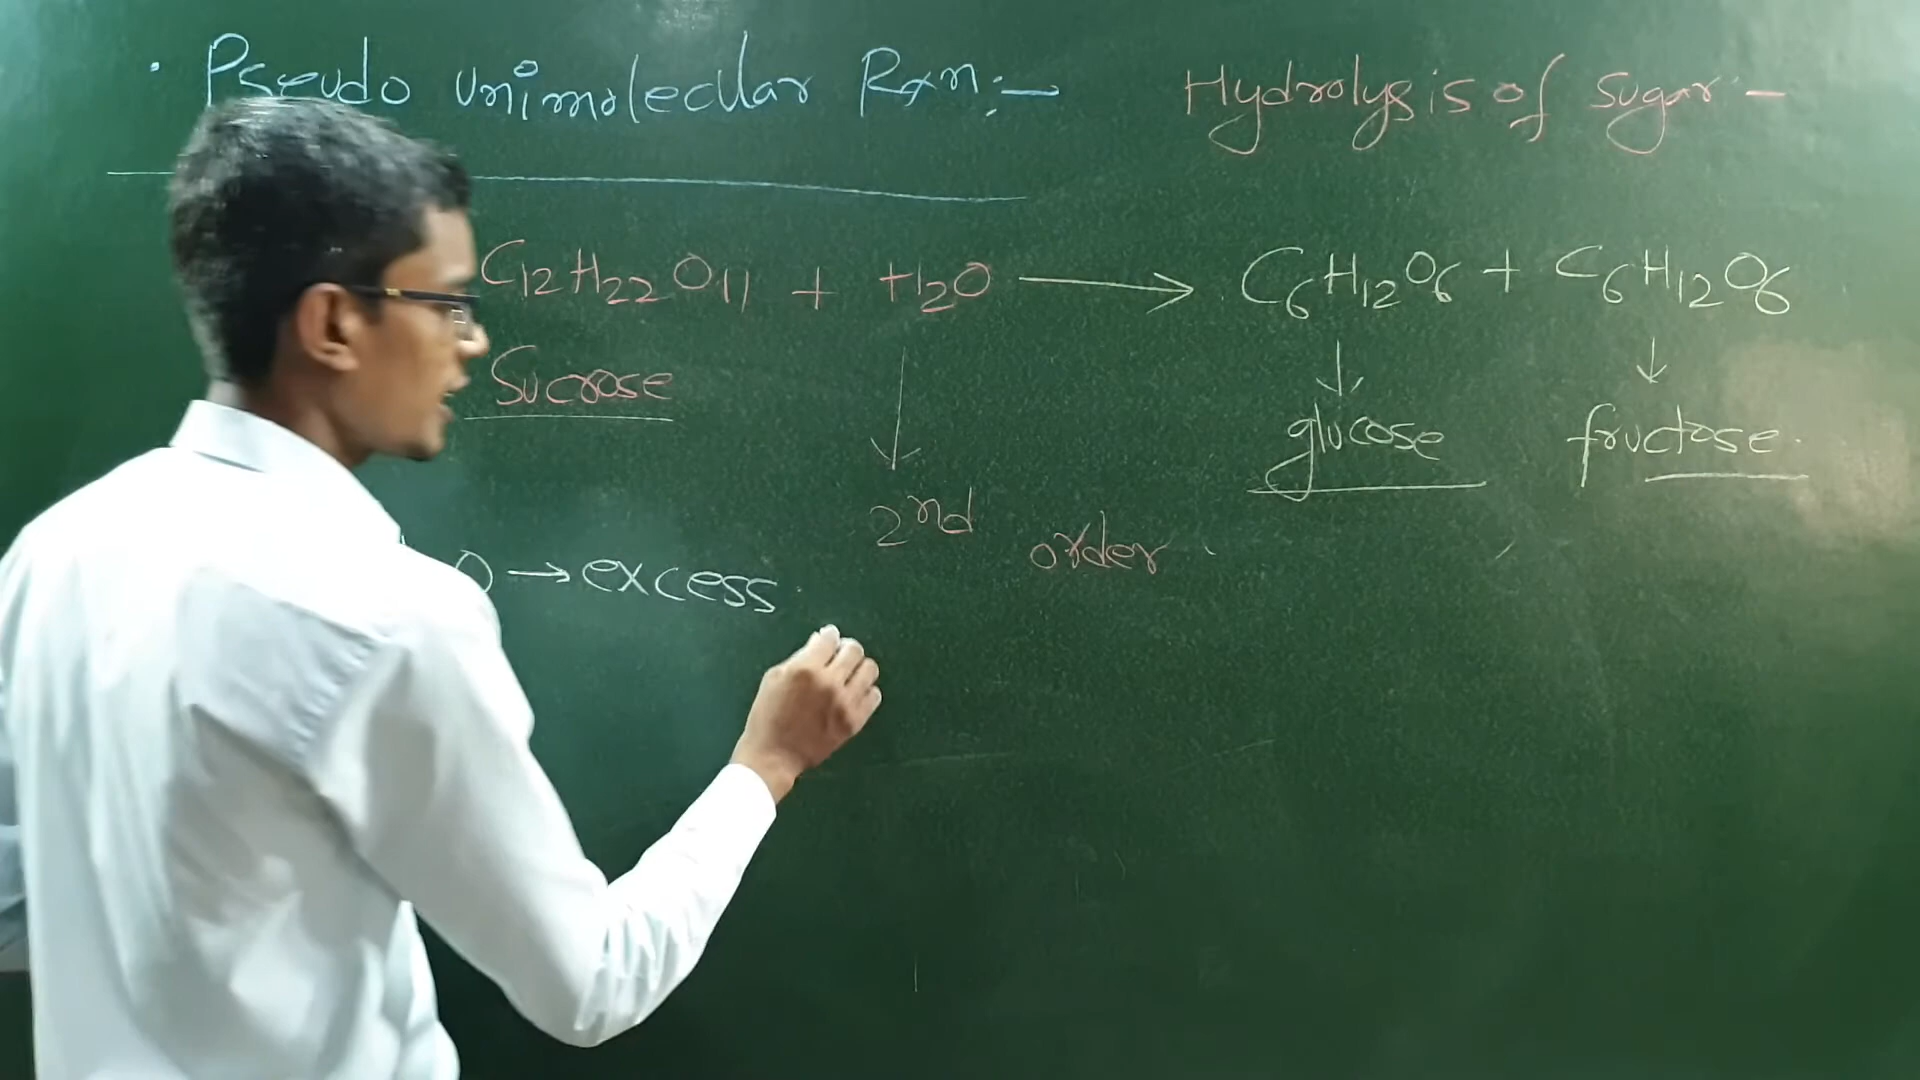 · Pseudo Unimolecular Rxn :-
Hydrolysis of Sugar :-
C12H22O11 + H2O ⟶ C6H12O6 + C6H12O6
Sucrose
glucose
fructose.
2nd order
O → excess